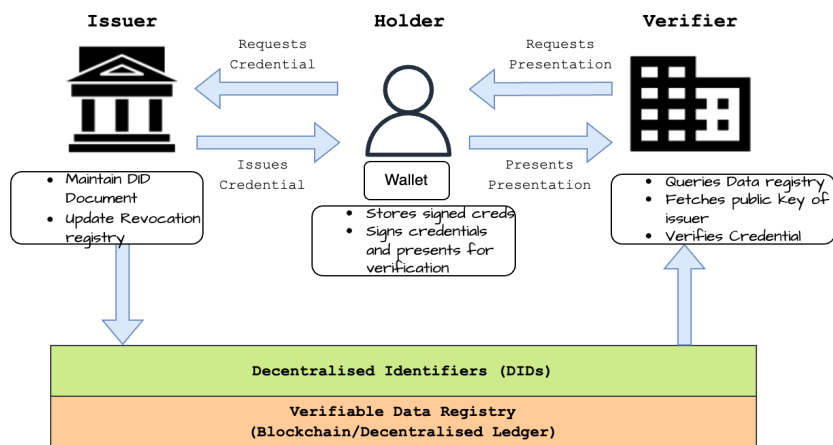 Issuer
Holder
Verifier
Requests
Credential
Requests
Presentation
Issues
Credential
Presents
Presentation
Wallet
• Maintain DID
Document
• Update Revocation
registry
• Stores signed creds
• Signs credentials
and presents for
verification
• Queries Data registry
• Fetches public key of
issuer
• Verifies Credential
Decentralised Identifiers (DIDs)
Verifiable Data Registry
(Blockchain/Decentralised Ledger)